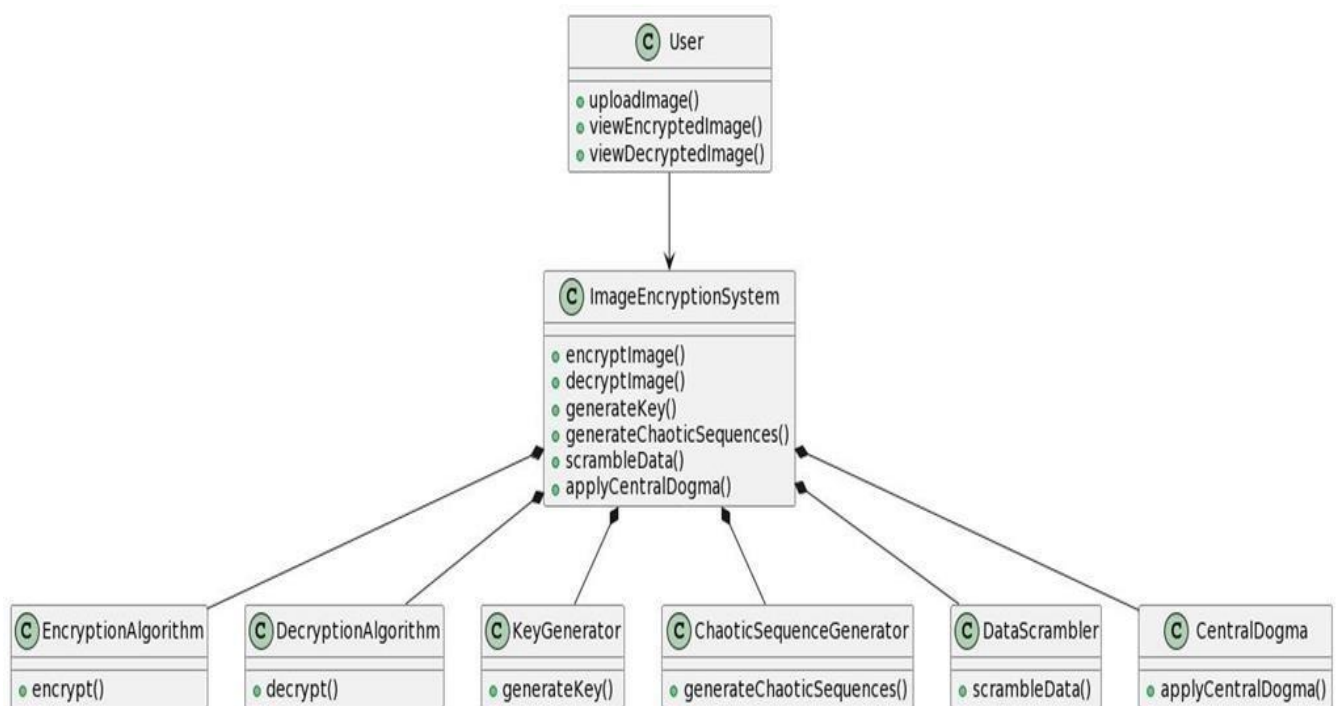 C User
uploadImage()
viewEncryptedImage()
viewDecryptedImage()
C ImageEncryptionSystem
encryptImage()
decryptImage()
generateKey()
generateChaoticSequences()
scrambleData()
applyCentralDogma()
C EncryptionAlgorithm
encrypt()
C DecryptionAlgorithm
decrypt()
C KeyGenerator
generateKey()
C ChaoticSequenceGenerator
generateChaoticSequences()
C DataScrambler
scrambleData()
C CentralDogma
applyCentralDogma()